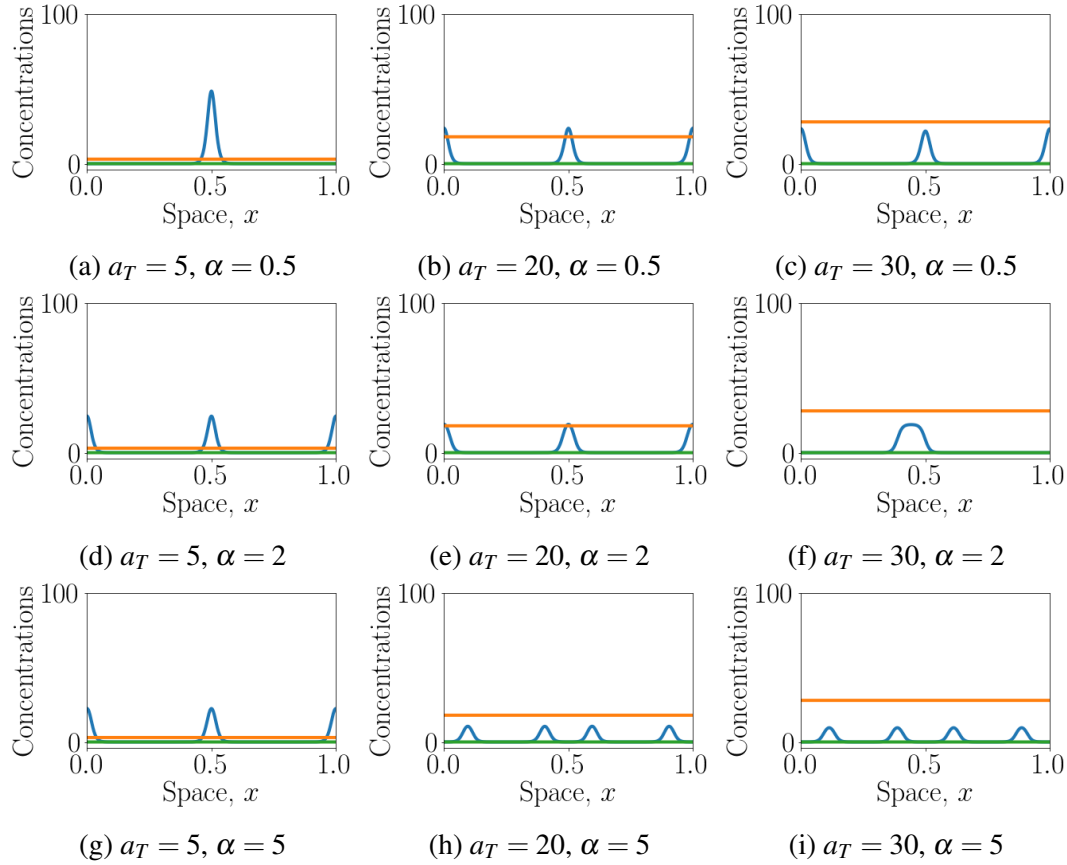 100
Concentrations
0
0.0 0.5 1.0
Space, x
(a) a_T = 5, α = 0.5
100
Concentrations
0
0.0 0.5 1.0
Space, x
(b) a_T = 20, α = 0.5
100
Concentrations
0
0.0 0.5 1.0
Space, x
(c) a_T = 30, α = 0.5
100
Concentrations
0
0.0 0.5 1.0
Space, x
(d) a_T = 5, α = 2
100
Concentrations
0
0.0 0.5 1.0
Space, x
(e) a_T = 20, α = 2
100
Concentrations
0
0.0 0.5 1.0
Space, x
(f) a_T = 30, α = 2
100
Concentrations
0
0.0 0.5 1.0
Space, x
(g) a_T = 5, α = 5
100
Concentrations
0
0.0 0.5 1.0
Space, x
(h) a_T = 20, α = 5
100
Concentrations
0
0.0 0.5 1.0
Space, x
(i) a_T = 30, α = 5